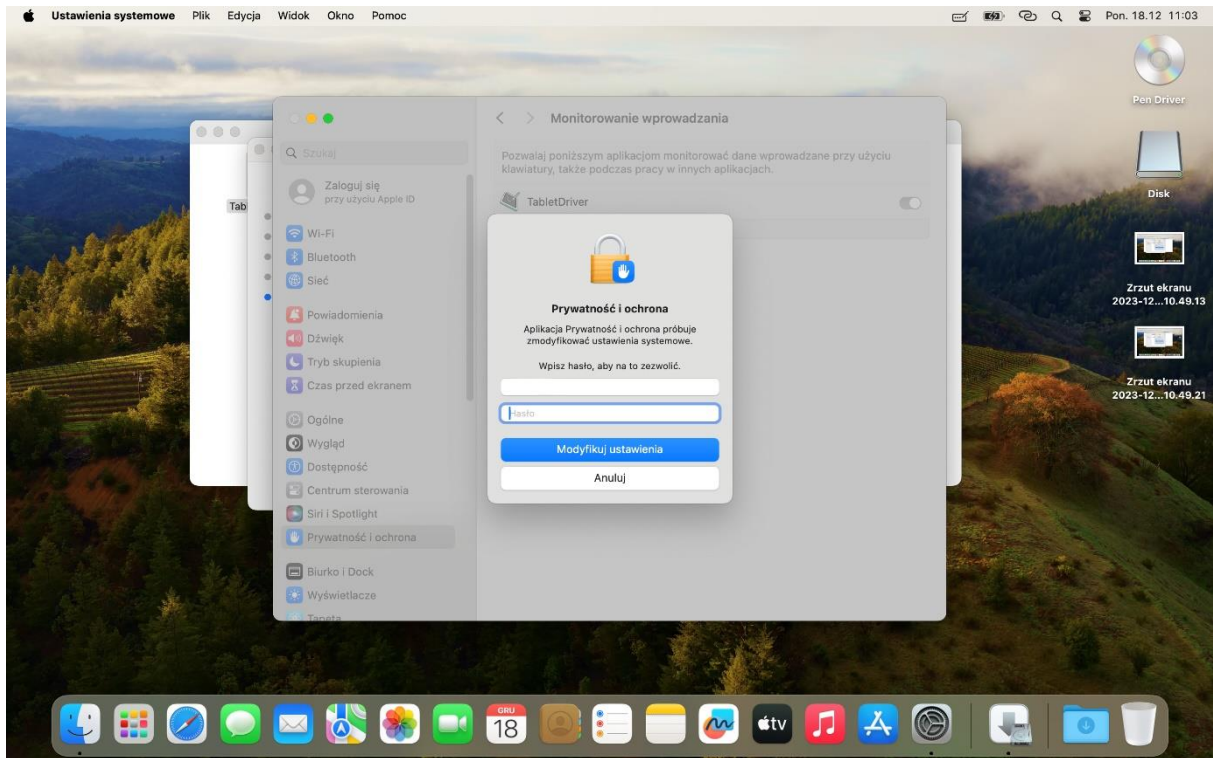 Ustawienia systemowe Plik Edycja Widok Okno Pomoc
Pon. 18.12 11:03
Pen Driver
Disk
Zrzut ekranu
2023-12...10.49.13
Zrzut ekranu
2023-12...10.49.21
Tab
Szukaj
Zaloguj się
przy użyciu Apple ID
Wi-Fi
Bluetooth
Sieć
Powiadomienia
Dźwięk
Tryb skupienia
Czas przed ekranem
Ogólne
Wygląd
Dostępność
Centrum sterowania
Siri i Spotlight
Prywatność i ochrona
Biurko i Dock
Wyświetlacze
Tapeta
Monitorowanie wprowadzania
Pozwalaj poniższym aplikacjom monitorować dane wprowadzane przy użyciu
klawiatury, także podczas pracy w innych aplikacjach.
TabletDriver
Prywatność i ochrona
Aplikacja Prywatność i ochrona próbuje
zmodyfikować ustawienia systemowe.
Wpisz hasło, aby na to zezwolić.
Hasło
Modyfikuj ustawienia
Anuluj
GRU
18
tv